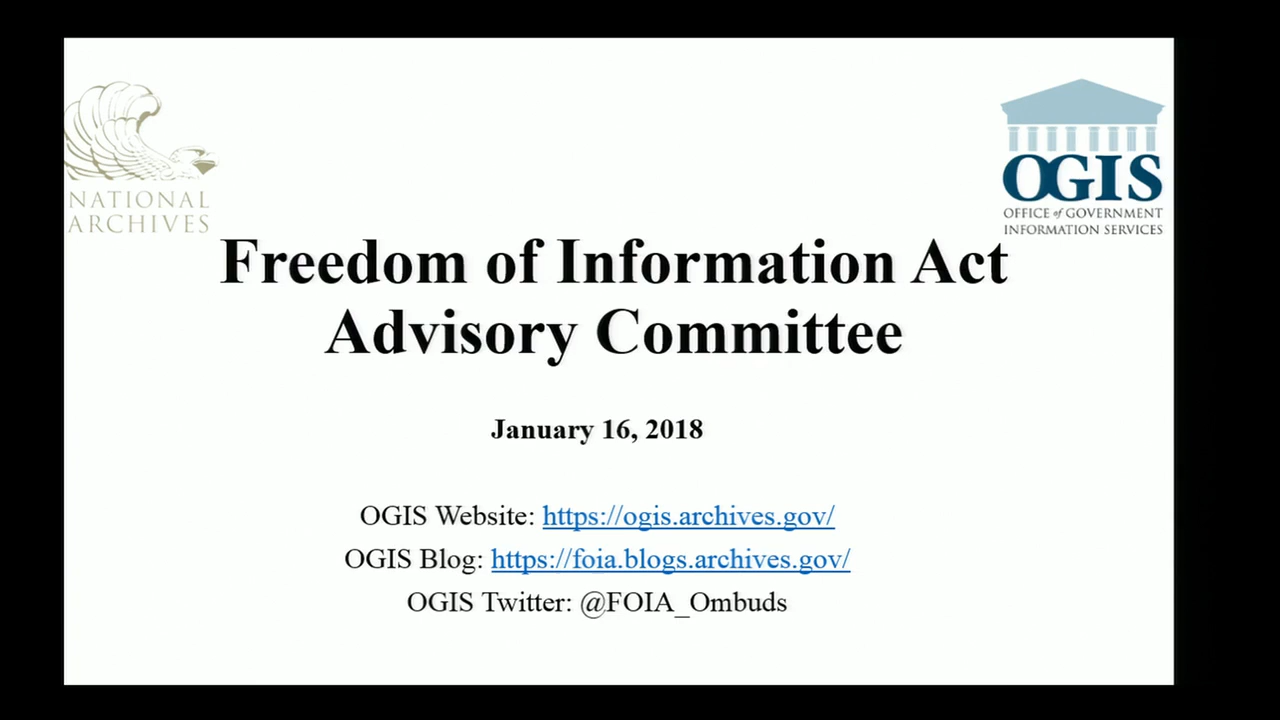 NATIONAL
ARCHIVES
OGIS
OFFICE of GOVERNMENT
INFORMATION SERVICES
Freedom of Information Act
Advisory Committee
January 16, 2018
OGIS Website: https://ogis.archives.gov/
OGIS Blog: https://foia.blogs.archives.gov/
OGIS Twitter: @FOIA_Ombuds